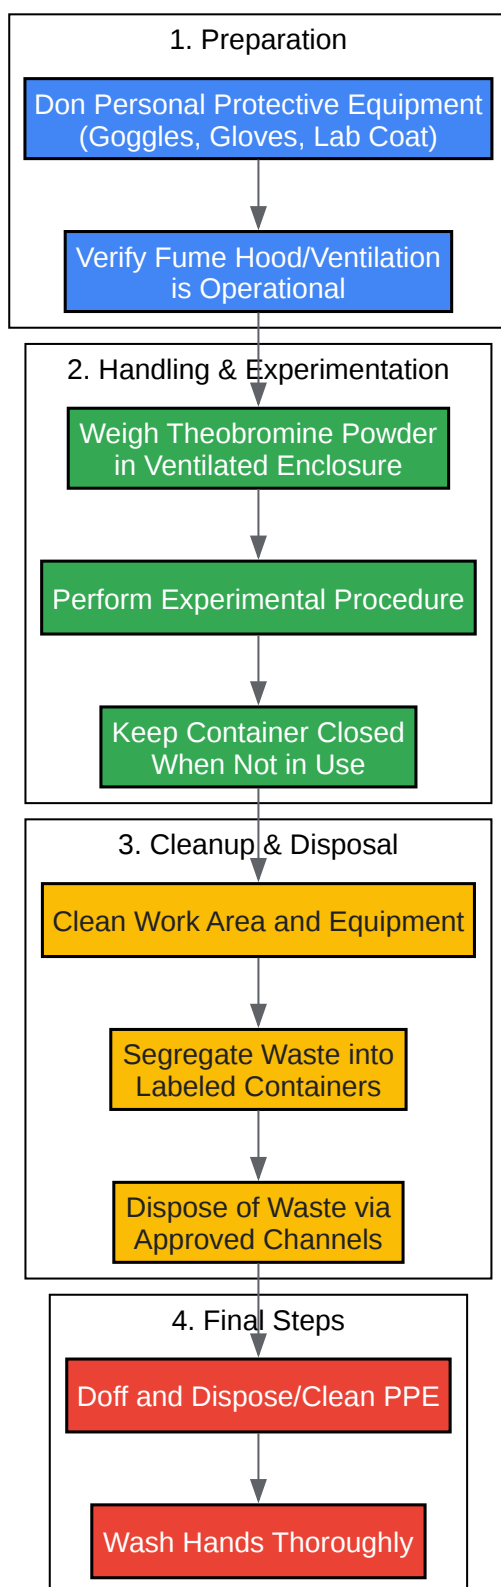 1. Preparation
Don Personal Protective Equipment
(Goggles, Gloves, Lab Coat)
Verify Fume Hood/Ventilation
is Operational
2. Handling & Experimentation
Weigh Theobromine Powder
in Ventilated Enclosure
Perform Experimental Procedure
Keep Container Closed
When Not in Use
3. Cleanup & Disposal
Clean Work Area and Equipment
Segregate Waste into
Labeled Containers
Dispose of Waste via
Approved Channels
4. Final Steps
Doff and Dispose/Clean PPE
Wash Hands Thoroughly